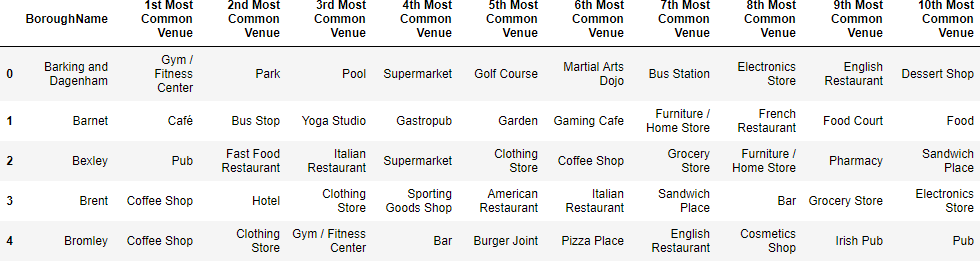 BoroughName 1st Most Common Venue 2nd Most Common Venue 3rd Most Common Venue 4th Most Common Venue 5th Most Common Venue 6th Most Common Venue 7th Most Common Venue 8th Most Common Venue 9th Most Common Venue 10th Most Common Venue
0 Barking and Dagenham Gym / Fitness Center Park Pool Supermarket Golf Course Martial Arts Dojo Bus Station Electronics Store English Restaurant Dessert Shop
1 Barnet Café Bus Stop Yoga Studio Gastropub Garden Gaming Cafe Furniture / Home Store French Restaurant Food Court Food
2 Bexley Pub Fast Food Restaurant Italian Restaurant Supermarket Clothing Store Coffee Shop Grocery Store Furniture / Home Store Pharmacy Sandwich Place
3 Brent Coffee Shop Hotel Clothing Store Sporting Goods Shop American Restaurant Italian Restaurant Sandwich Place Bar Grocery Store Electronics Store
4 Bromley Coffee Shop Clothing Store Gym / Fitness Center Bar Burger Joint Pizza Place English Restaurant Cosmetics Shop Irish Pub Pub